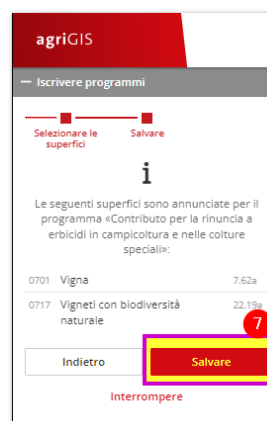 agriGIS
— Iscrivere programmi
Selezionare le
superfici
Salvare
i
Le seguenti superfici sono annunciate per il
programma «Contributo per la rinuncia a
erbicidi in campicoltura e nelle colture
speciali»:
0701 Vigna 7.62a
0717 Vigneti con biodiversità 22.19a
naturale
7
Indietro Salvare
Interrompere